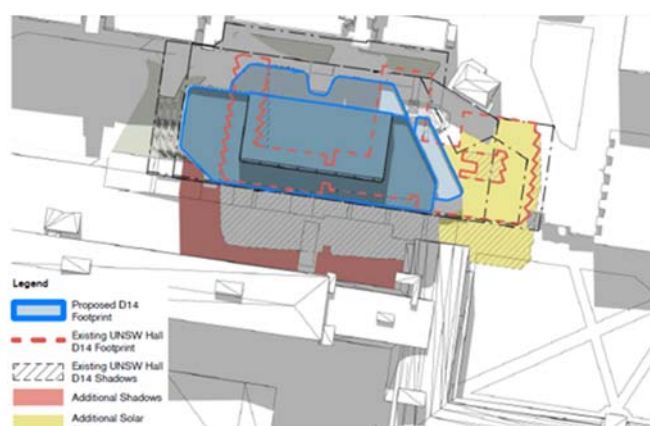 Legend
Proposed D14
Footprint
Existing UNSW Hall
D14 Footprint
Existing UNSW Hall
D14 Shadows
Additional Shadows
Additional Solar